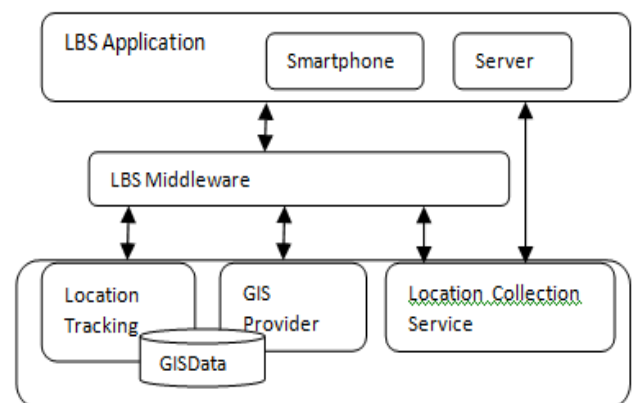 LBS Application
Smartphone
Server
LBS Middleware
Location
Tracking
GIS
Provider
Location Collection
Service
GISData